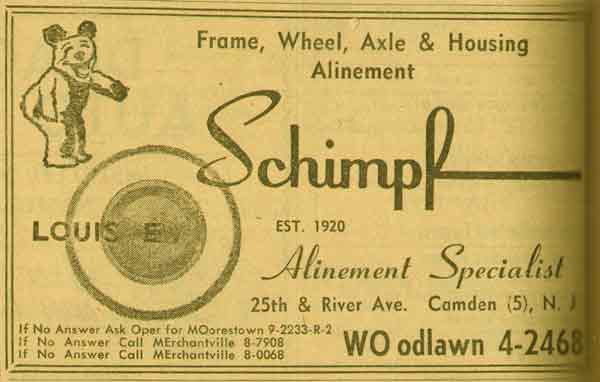 Frame, Wheel, Axle & Housing
Alinement
Schimpf
LOUIS E
EST. 1920
Alinement Specialist
25th & River Ave. Camden (5), N. J
If No Answer Ask Oper for MOorestown 9-2233-R-2
If No Answer Call MErchantville 8-7908
If No Answer Call MErchantville 8-0068
WO odlawn 4-2468